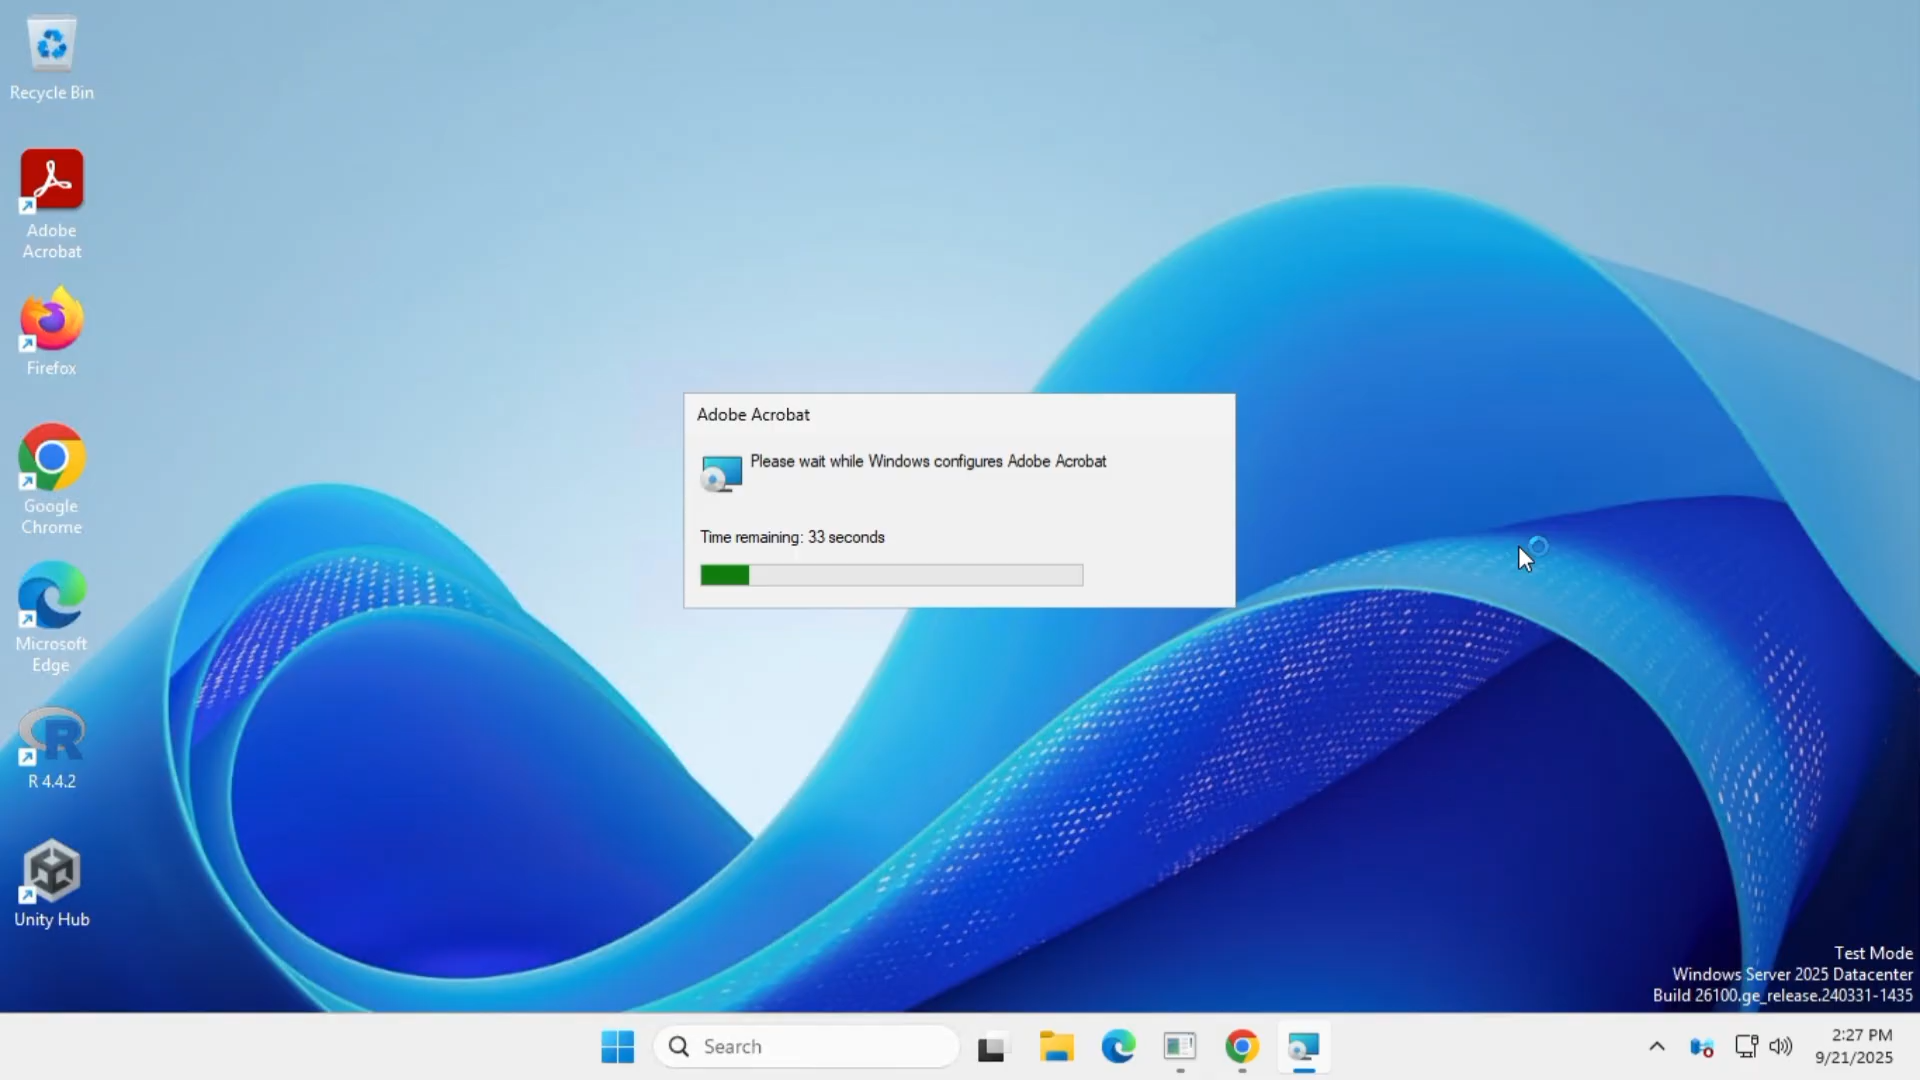 Recycle Bin
Adobe
Acrobat
Firefox
Google
Chrome
Microsoft
Edge
R 4.4.2
Unity Hub
Adobe Acrobat
Please wait while Windows configures Adobe Acrobat
Time remaining: 33 seconds
Test Mode
Windows Server 2025 Datacenter
Build 26100.ge_release.240331-1435
Search
2:27 PM
9/21/2025